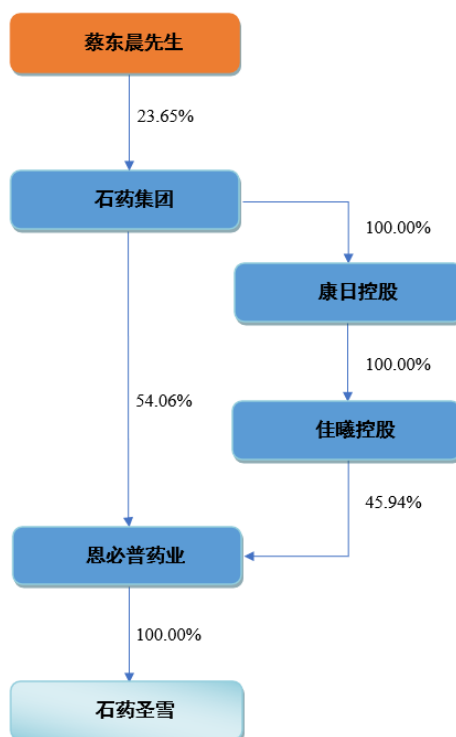 蔡东晨先生
23.65%
石药集团
100.00%
康日控股
100.00%
54.06%
佳曦控股
45.94%
恩必普药业
100.00%
石药圣雪